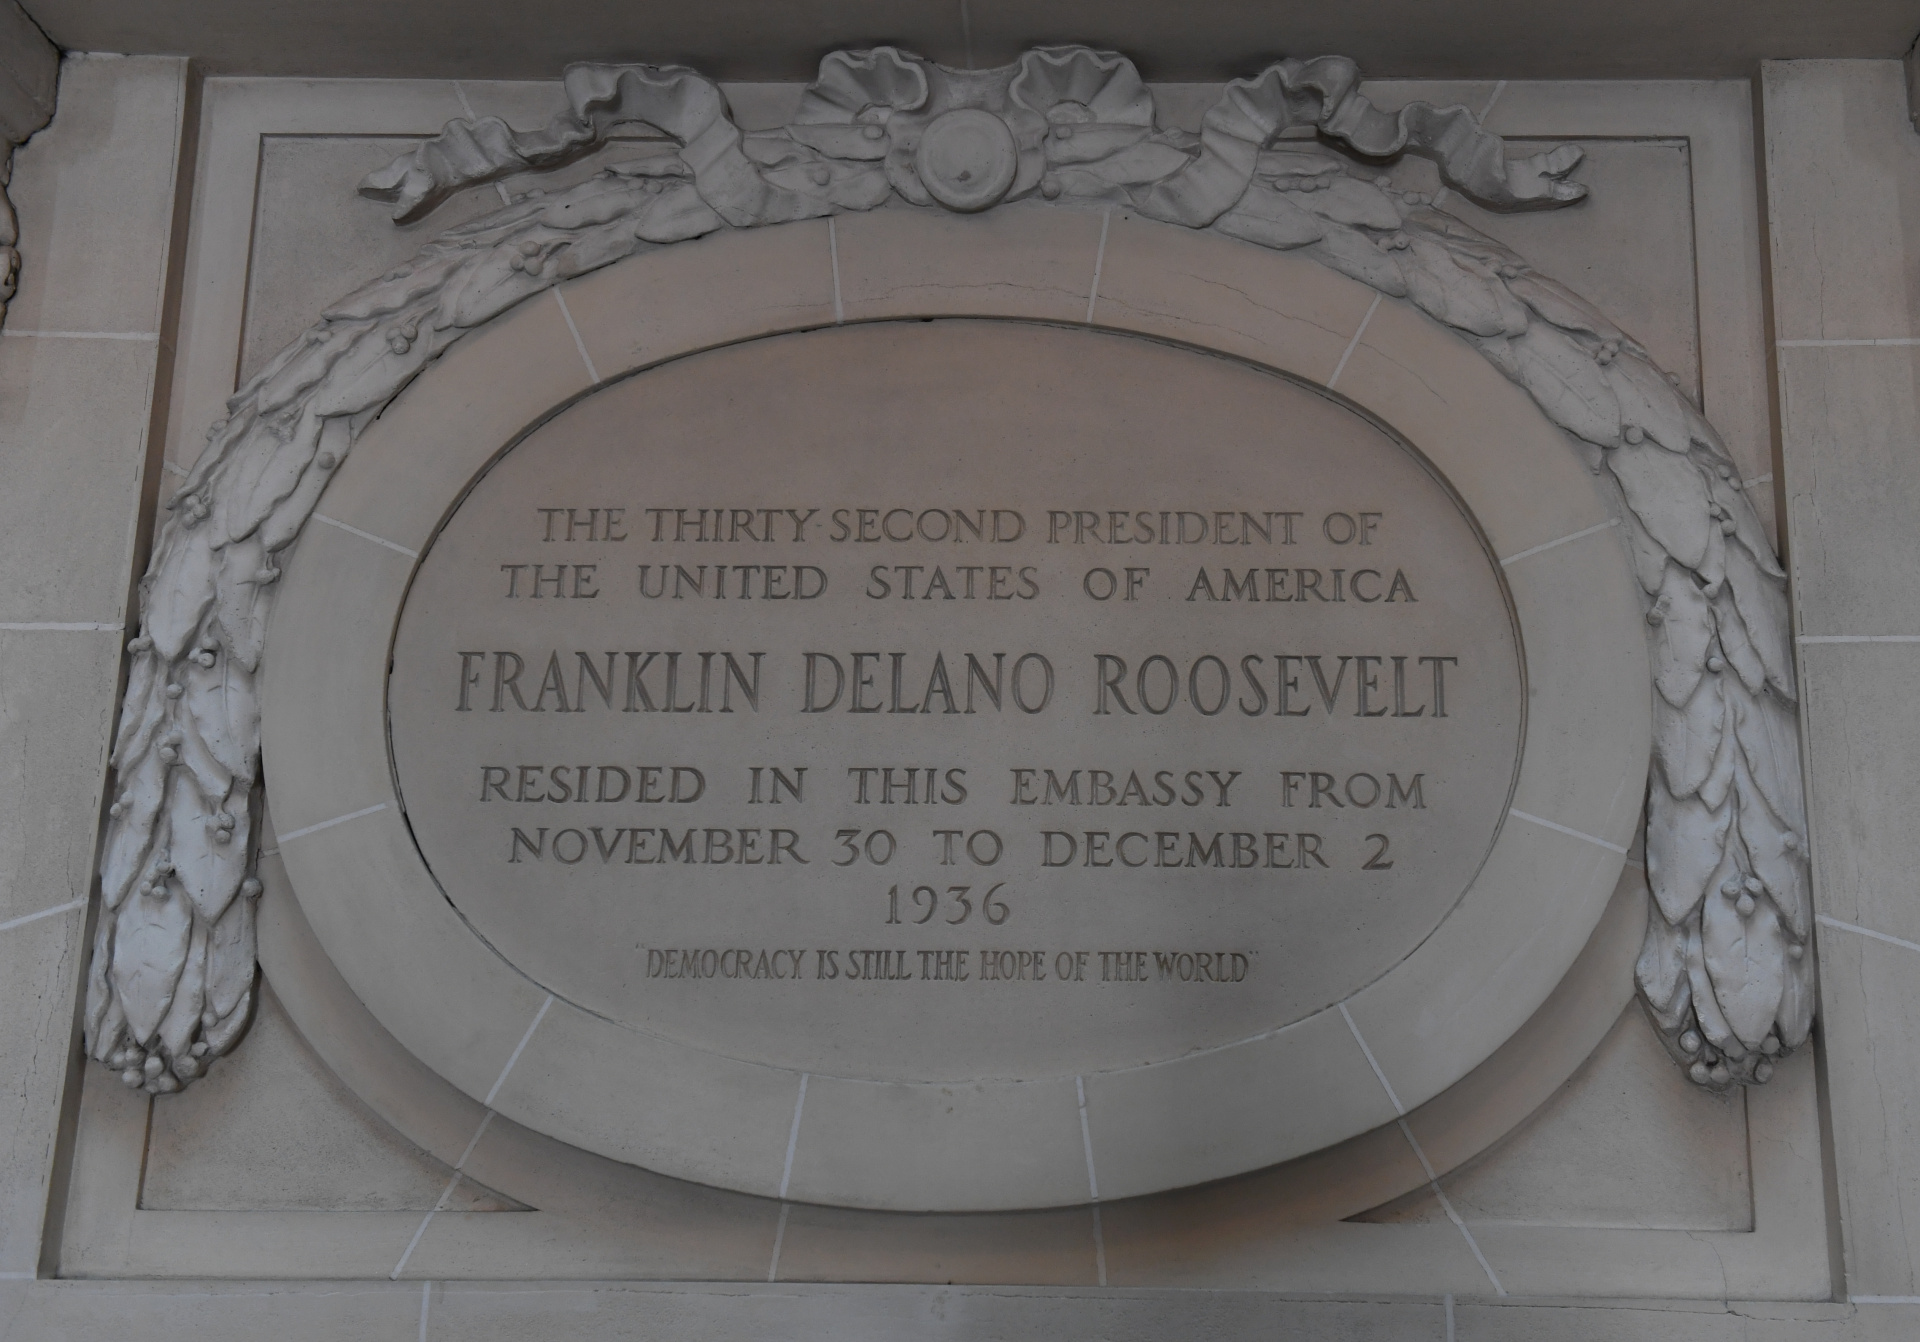 THE THIRTY-SECOND PRESIDENT OF
THE UNITED STATES OF AMERICA
FRANKLIN DELANO ROOSEVELT
RESIDED IN THIS EMBASSY FROM
NOVEMBER 30 TO DECEMBER 2
1936
"DEMOCRACY IS STILL THE HOPE OF THE WORLD"